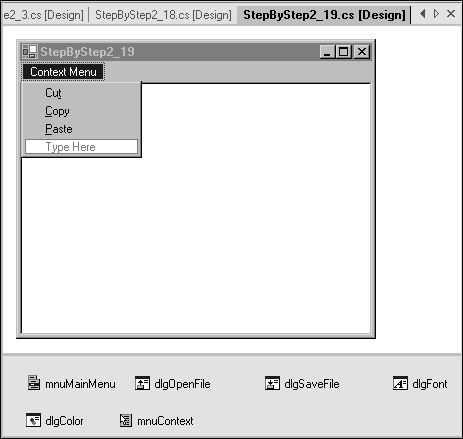 e2_3.cs [Design] StepByStep2_18.cs [Design] StepByStep2_19.cs [Design]
StepByStep2_19
Context Menu
Cut
Copy
Paste
Type Here
mnuMainMenu dlgOpenFile dlgSaveFile dlgFont
dlgColor mnuContext